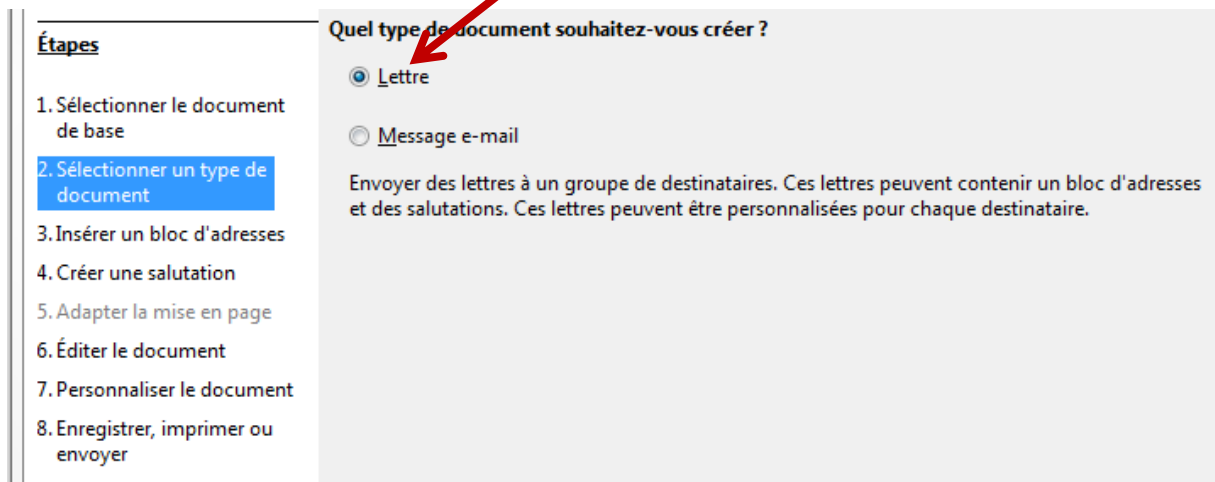 Étapes
1. Sélectionner le document
de base
2. Sélectionner un type de
document
3. Insérer un bloc d'adresses
4. Créer une salutation
5. Adapter la mise en page
6. Éditer le document
7. Personnaliser le document
8. Enregistrer, imprimer ou
envoyer
Quel type de document souhaitez-vous créer ?
Lettre
Message e-mail
Envoyer des lettres à un groupe de destinataires. Ces lettres peuvent contenir un bloc d'adresses
et des salutations. Ces lettres peuvent être personnalisées pour chaque destinataire.